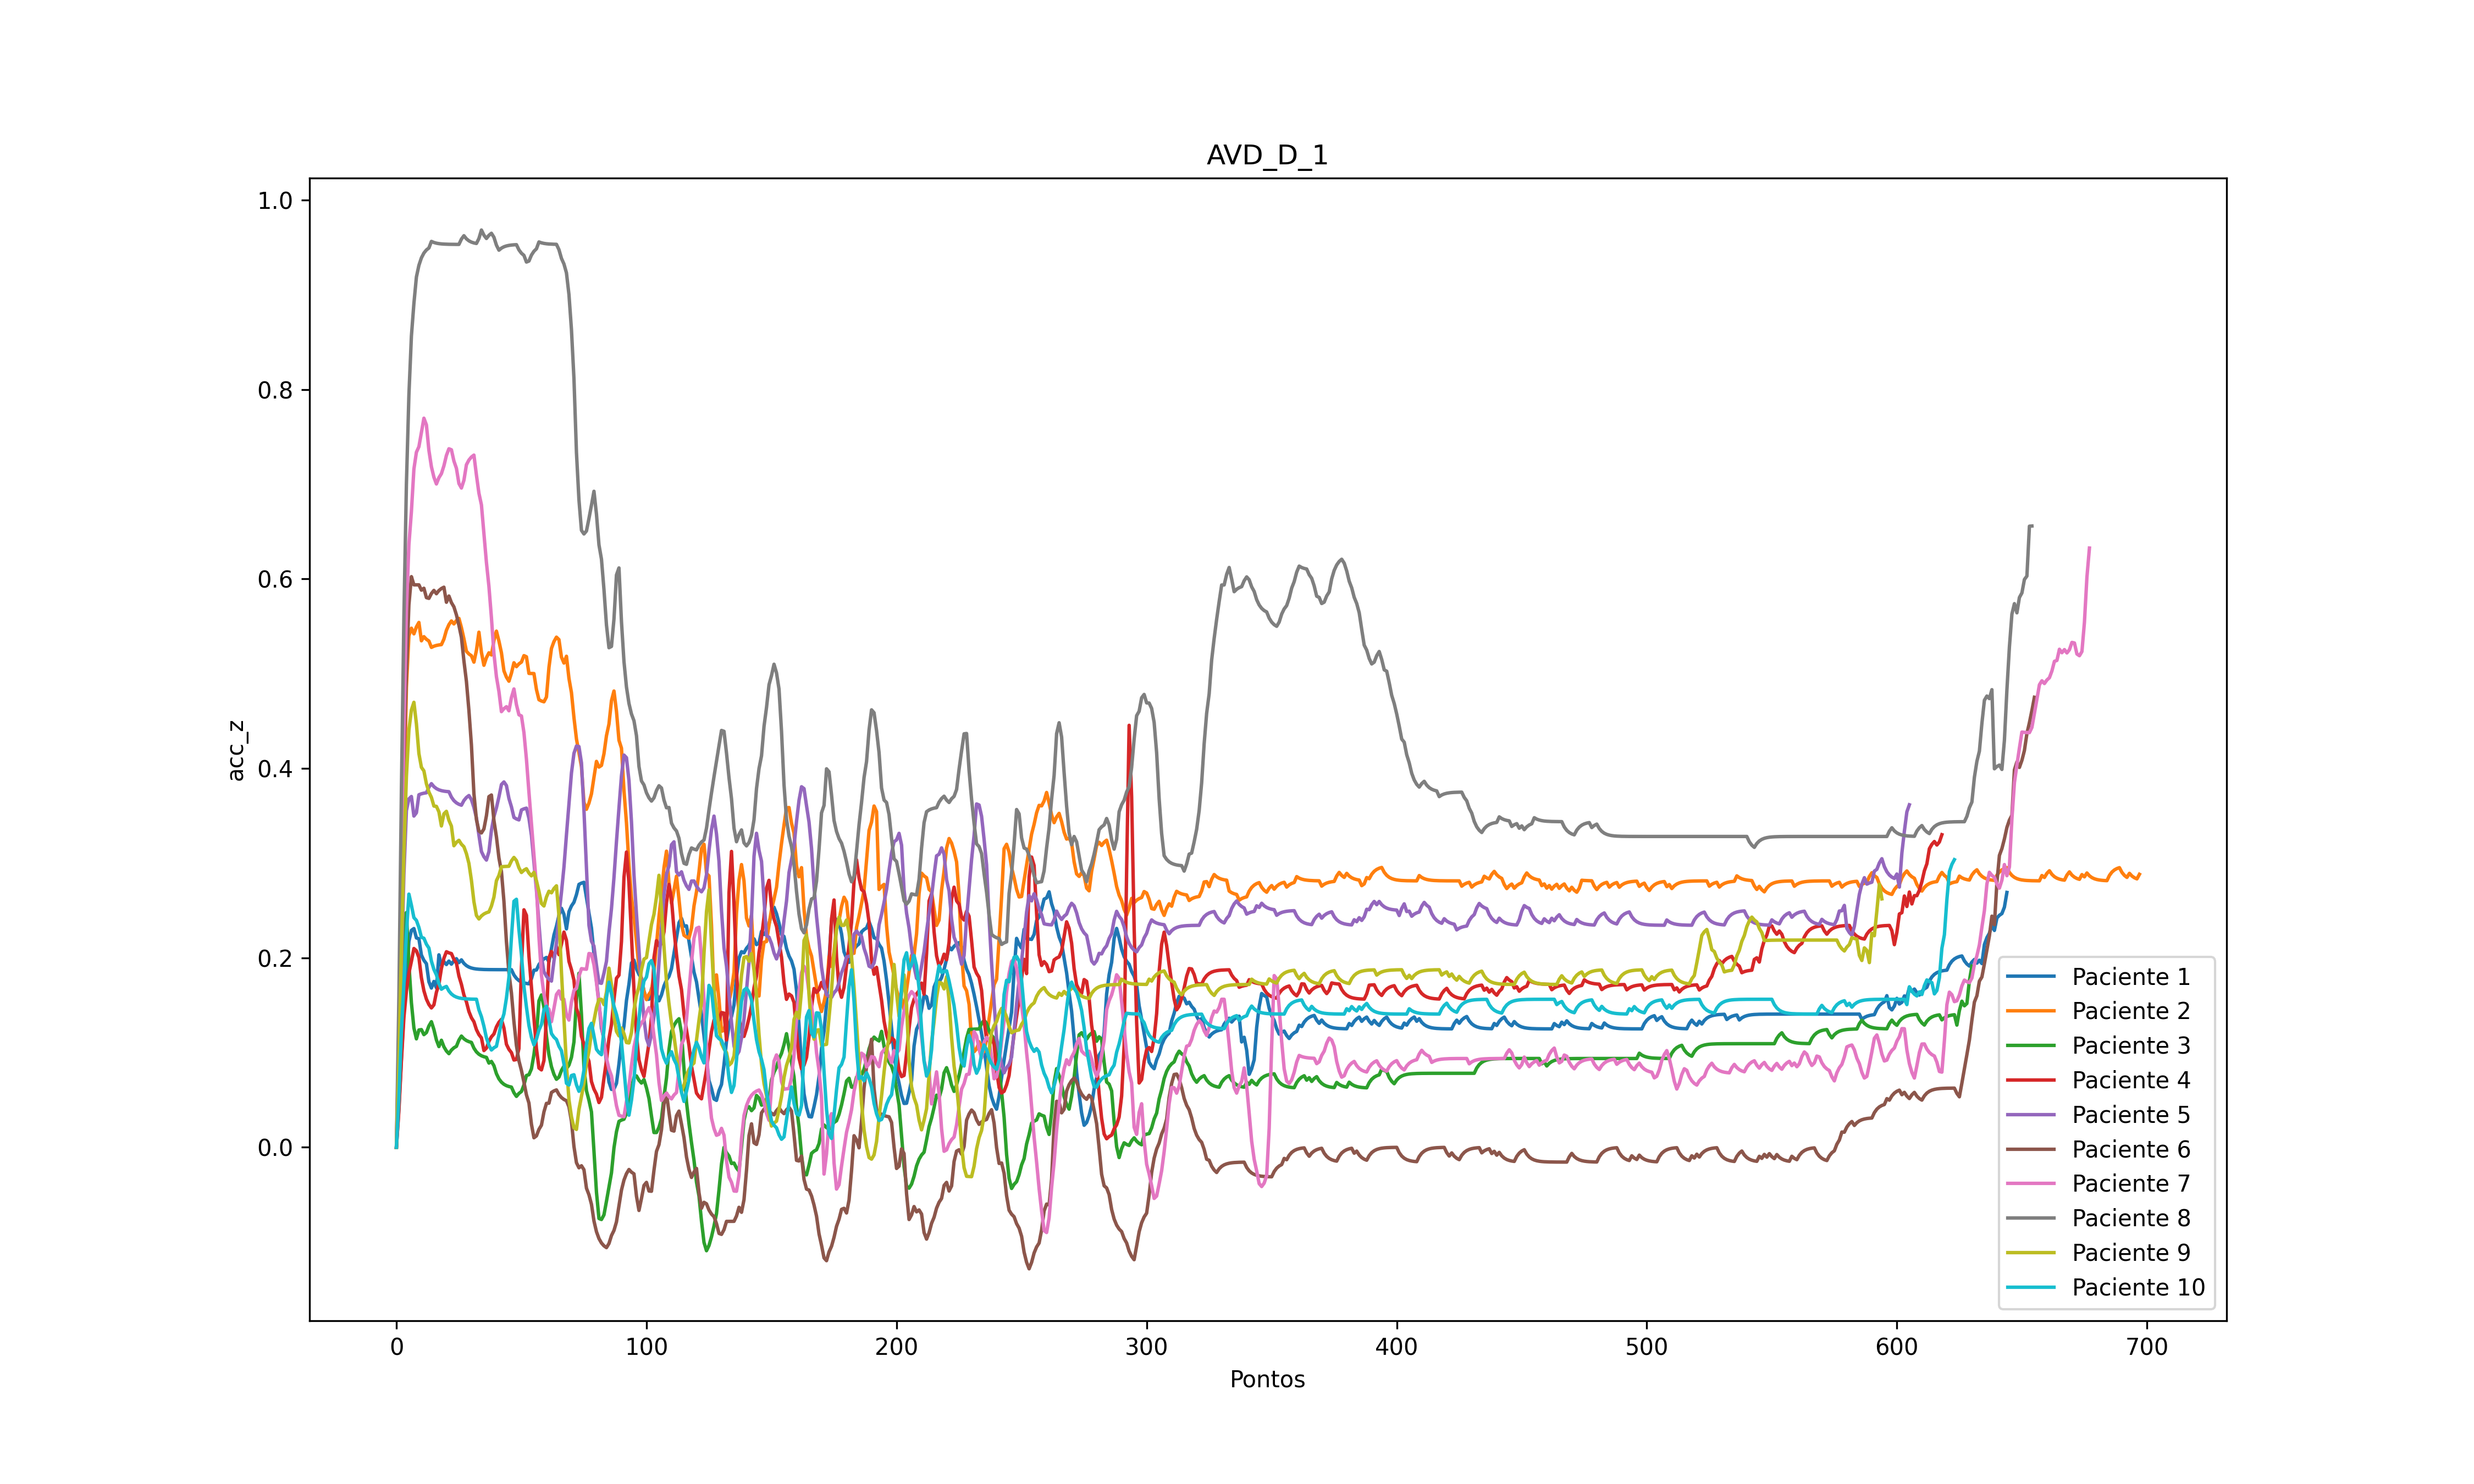 AVD_D_1
acc_z
1.0
0.8
0.6
0.4
0.2
0.0
0 100 200 300 400 500 600 700
Pontos
Paciente 1
Paciente 2
Paciente 3
Paciente 4
Paciente 5
Paciente 6
Paciente 7
Paciente 8
Paciente 9
Paciente 10